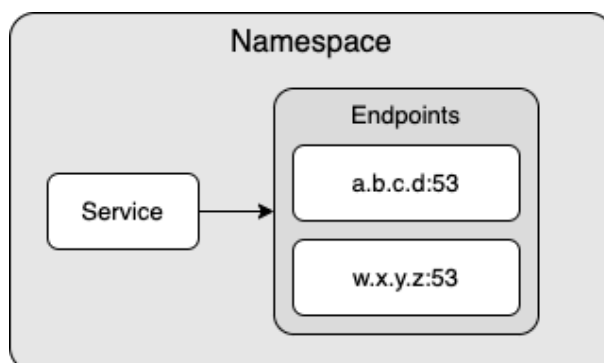 Namespace
Endpoints
a.b.c.d:53
Service
w.x.y.z:53